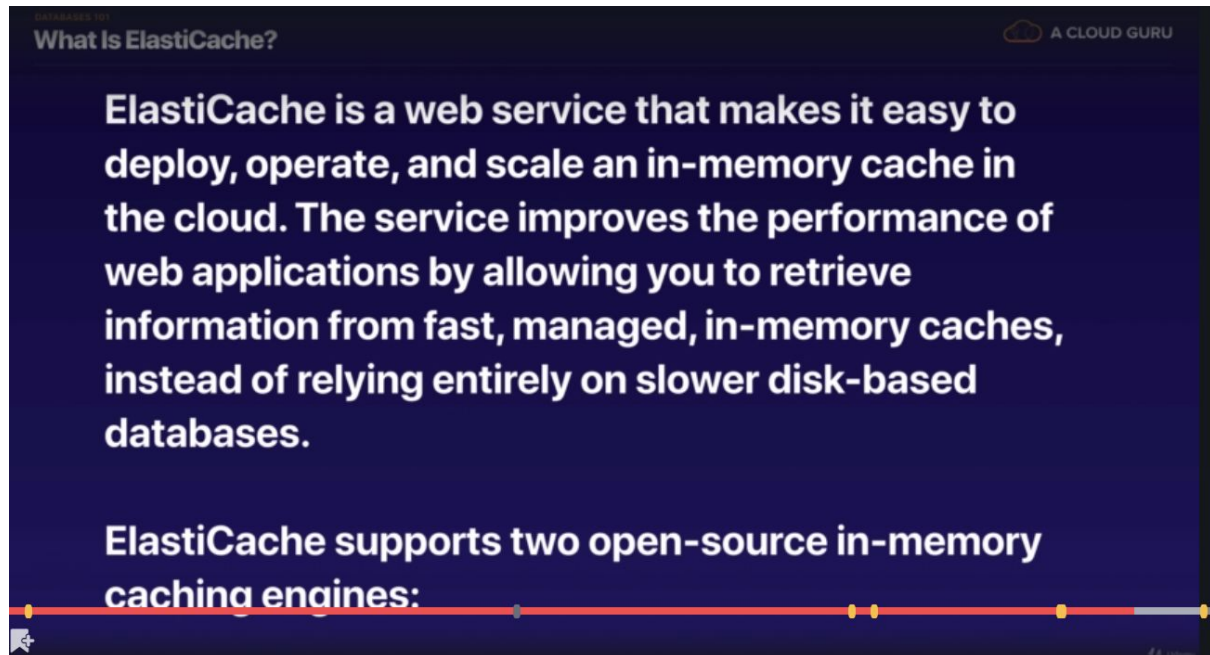 DATABASES 101
What Is ElastiCache?
A CLOUD GURU
ElastiCache is a web service that makes it easy to
deploy, operate, and scale an in-memory cache in
the cloud. The service improves the performance of
web applications by allowing you to retrieve
information from fast, managed, in-memory caches,
instead of relying entirely on slower disk-based
databases.
ElastiCache supports two open-source in-memory
caching engines: